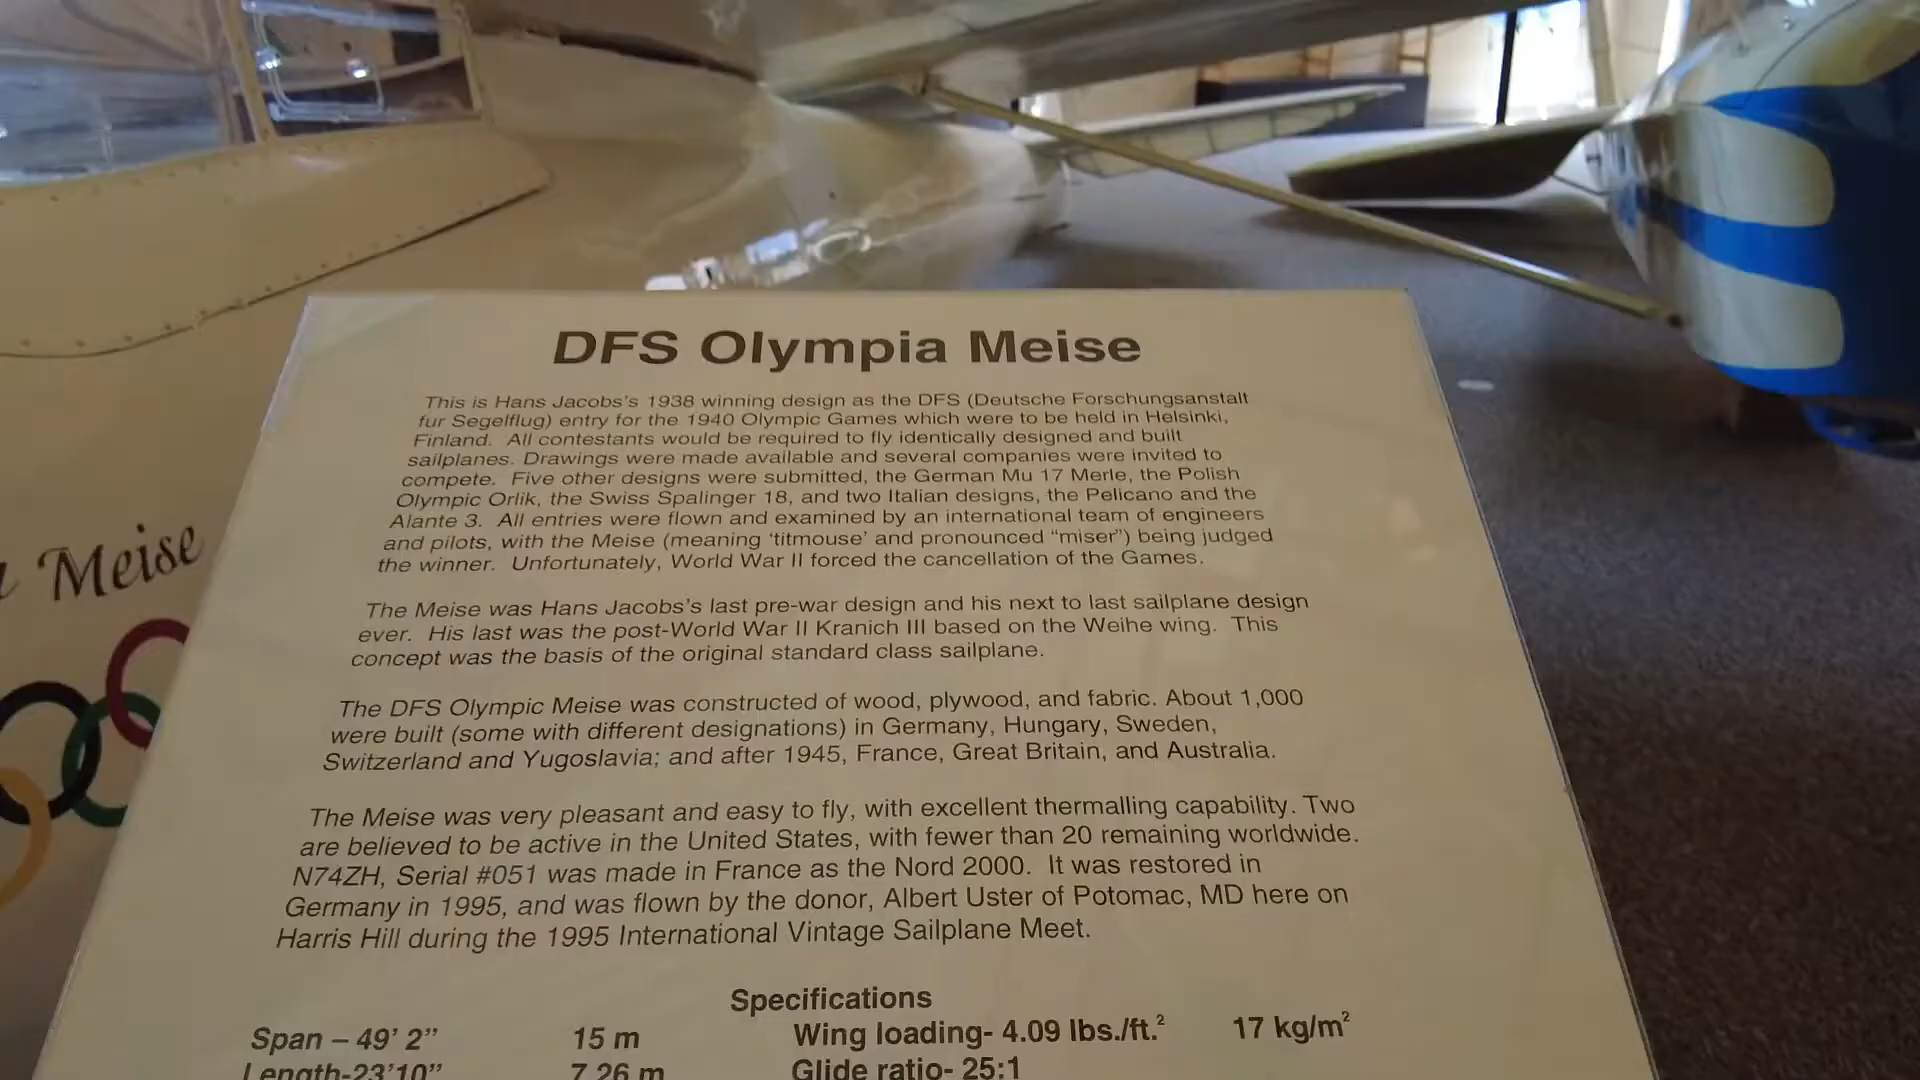 DFS Olympia Meise
This is Hans Jacobs's 1938 winning design as the DFS (Deutsche Forschungsanstalt
fur Segelflug) entry for the 1940 Olympic Games which were to be held in Helsinki,
Finland. All contestants would be required to fly identically designed and built
sailplanes. Drawings were made available and several companies were invited to
compete. Five other designs were submitted, the German Mu 17 Merle, the Polish
Olympic Orlik, the Swiss Spalinger 18, and two Italian designs, the Pelicano and the
Alante 3. All entries were flown and examined by an international team of engineers
and pilots, with the Meise (meaning 'titmouse' and pronounced “miser”) being judged
the winner. Unfortunately, World War II forced the cancellation of the Games.
The Meise was Hans Jacobs's last pre-war design and his next to last sailplane design
ever. His last was the post-World War II Kranich III based on the Weihe wing. This
concept was the basis of the original standard class sailplane.
The DFS Olympic Meise was constructed of wood, plywood, and fabric. About 1,000
were built (some with different designations) in Germany, Hungary, Sweden,
Switzerland and Yugoslavia; and after 1945, France, Great Britain, and Australia.
The Meise was very pleasant and easy to fly, with excellent thermalling capability. Two
are believed to be active in the United States, with fewer than 20 remaining worldwide.
N74ZH, Serial #051 was made in France as the Nord 2000. It was restored in
Germany in 1995, and was flown by the donor, Albert Uster of Potomac, MD here on
Harris Hill during the 1995 International Vintage Sailplane Meet.
Specifications
Span – 49' 2” 15 m Wing loading- 4.09 lbs./ft.² 17 kg/m²
Length-23'10” 7.26 m Glide ratio- 25:1
Meise